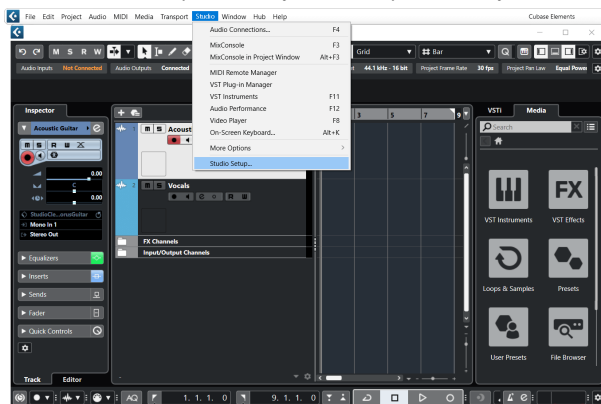 File Edit Project Audio MIDI Media Transport Studio Window Hub Help
Cubase Elements
M S R W
Grid
Bar
Q
Audio Inputs Not Connected Audio Outputs Connected
44.1 kHz - 16 bit Project Frame Rate 30 fps Project Pan Law Equal Power
Audio Connections... F4
MixConsole F3
MixConsole in Project Window Alt+F3
MIDI Remote Manager
VST Plug-in Manager
VST Instruments F11
Audio Performance F12
Video Player F8
On-Screen Keyboard... Alt+K
More Options
Studio Setup...
Inspector
Acoustic Guitar
M S R W
0.00
C
0.00
Mono In 1
Stereo Out
Equalizers
Inserts
Sends
Fader
Quick Controls
Track Editor
3 5 7 9
1 M S Acoust
2 M S Vocals
R W
FX Channels
Input/Output Channels
VSTi Media
Search
VST Instruments
FX
VST Effects
Loops & Samples
Presets
User Presets
File Browser
AQ
1. 1. 1. 0
9. 1. 1. 0